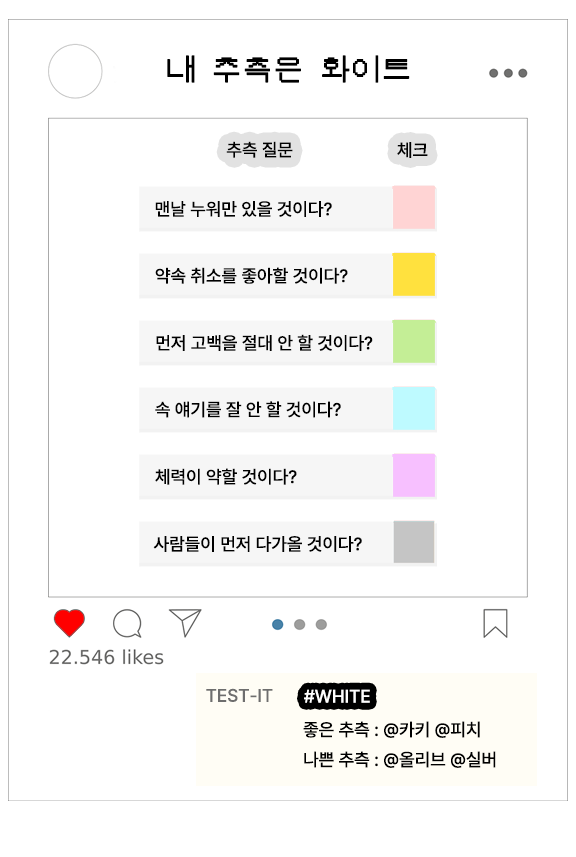 내 추측은 화이트
추측 질문 체크
맨날 누워만 있을 것이다?
약속 취소를 좋아할 것이다?
먼저 고백을 절대 안 할 것이다?
속 얘기를 잘 안 할 것이다?
체력이 약할 것이다?
사람들이 먼저 다가올 것이다?
22.546 likes
TEST-IT #WHITE
좋은 추측 : @카키 @피치
나쁜 추측 : @올리브 @실버